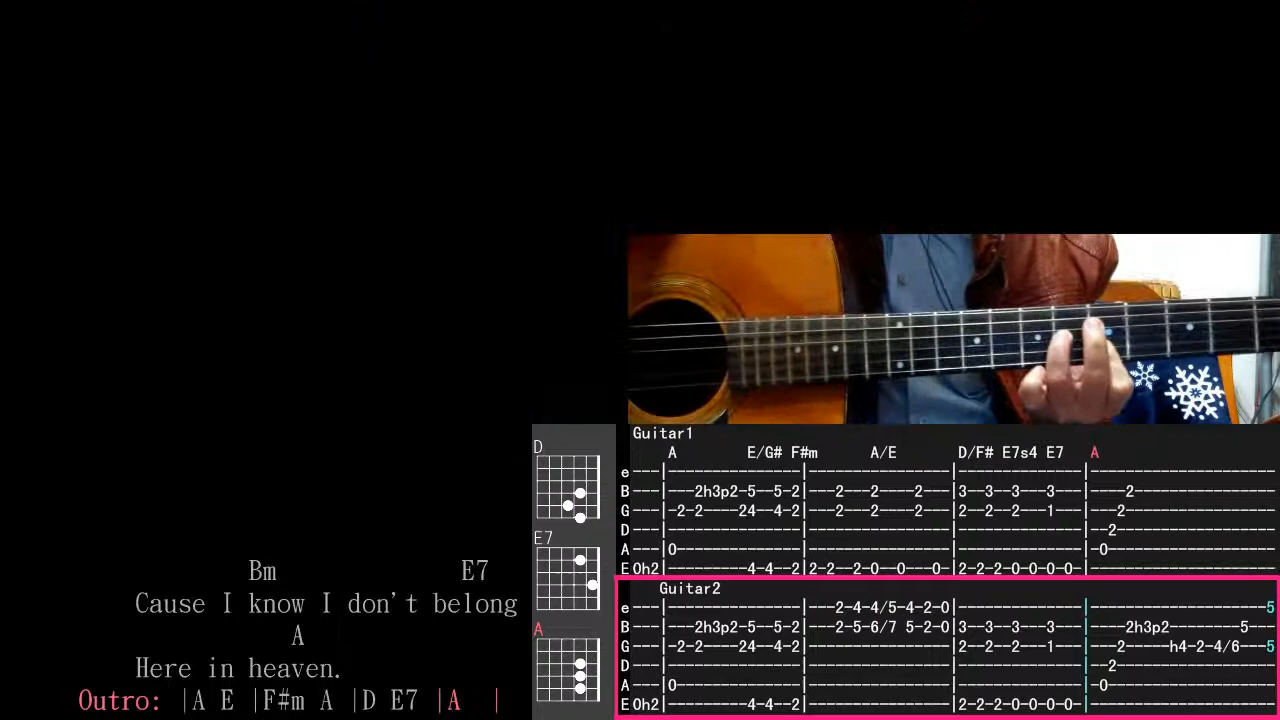 Bm E7
Cause I know I don't belong
A
Here in heaven.
Outro: |A E |F#m A |D E7 |A |
D
E7
A
Guitar1
A E/G# F#m A/E D/F# E7s4 E7 A
e---|---------------|----------------|--------------|---------------------
B---|---2h3p2-5--5-2|---2---2----2---|3--3--3---3---|----2----------------
G---|-2-2----24--4-2|---2---2----2---|2--2--2---1---|---2-----------------
D---|---------------|----------------|--------------|--2------------------
A---|0--------------|----------------|--------------|-0-------------------
E0h2|---------4--4--2|2-2--2-0--0---0-|2-2-2-0-0-0-0-|---------------------
Guitar2
e---|---------------|---2-4-4/5-4-2-0|--------------|--------------------5
B---|---2h3p2-5--5-2|---2-5-6/7 5-2-0|3--3--3---3---|----2h3p2--------5---
G---|-2-2----24--4-2|----------------|2--2--2---1---|---2-----h4-2-4/6---5
D---|---------------|----------------|--------------|--2------------------
A---|0--------------|----------------|--------------|-0-------------------
E0h2|---------4--4--2|----------------|2-2-2-0-0-0-0-|---------------------